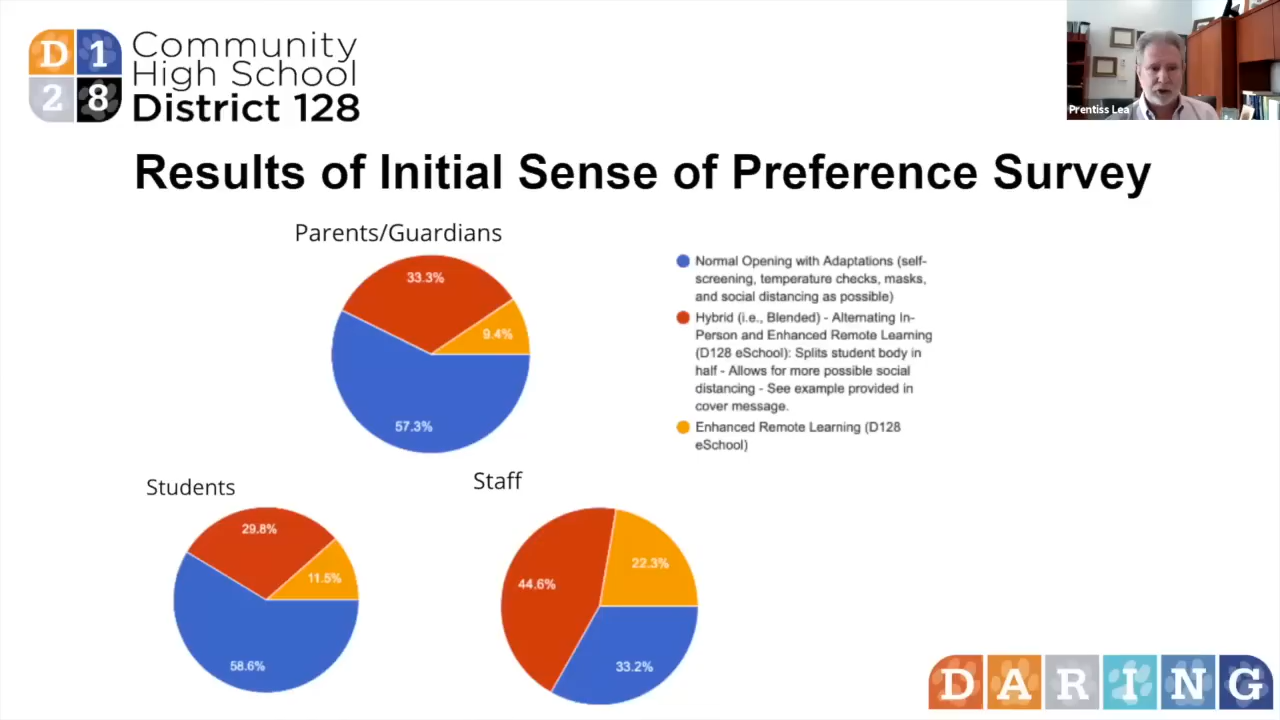 D 1
28
Community
High School
District 128
Prentiss Lea
Results of Initial Sense of Preference Survey
Parents/Guardians
33.3%
9.4%
57.3%
Normal Opening with Adaptations (self-
screening, temperature checks, masks,
and social distancing as possible)
Hybrid (i.e., Blended) - Alternating In-
Person and Enhanced Remote Learning
(D128 eSchool): Splits student body in
half - Allows for more possible social
distancing - See example provided in
cover message.
Enhanced Remote Learning (D128
eSchool)
Students
29.8%
11.5%
58.6%
Staff
44.6%
22.3%
33.2%
DARING